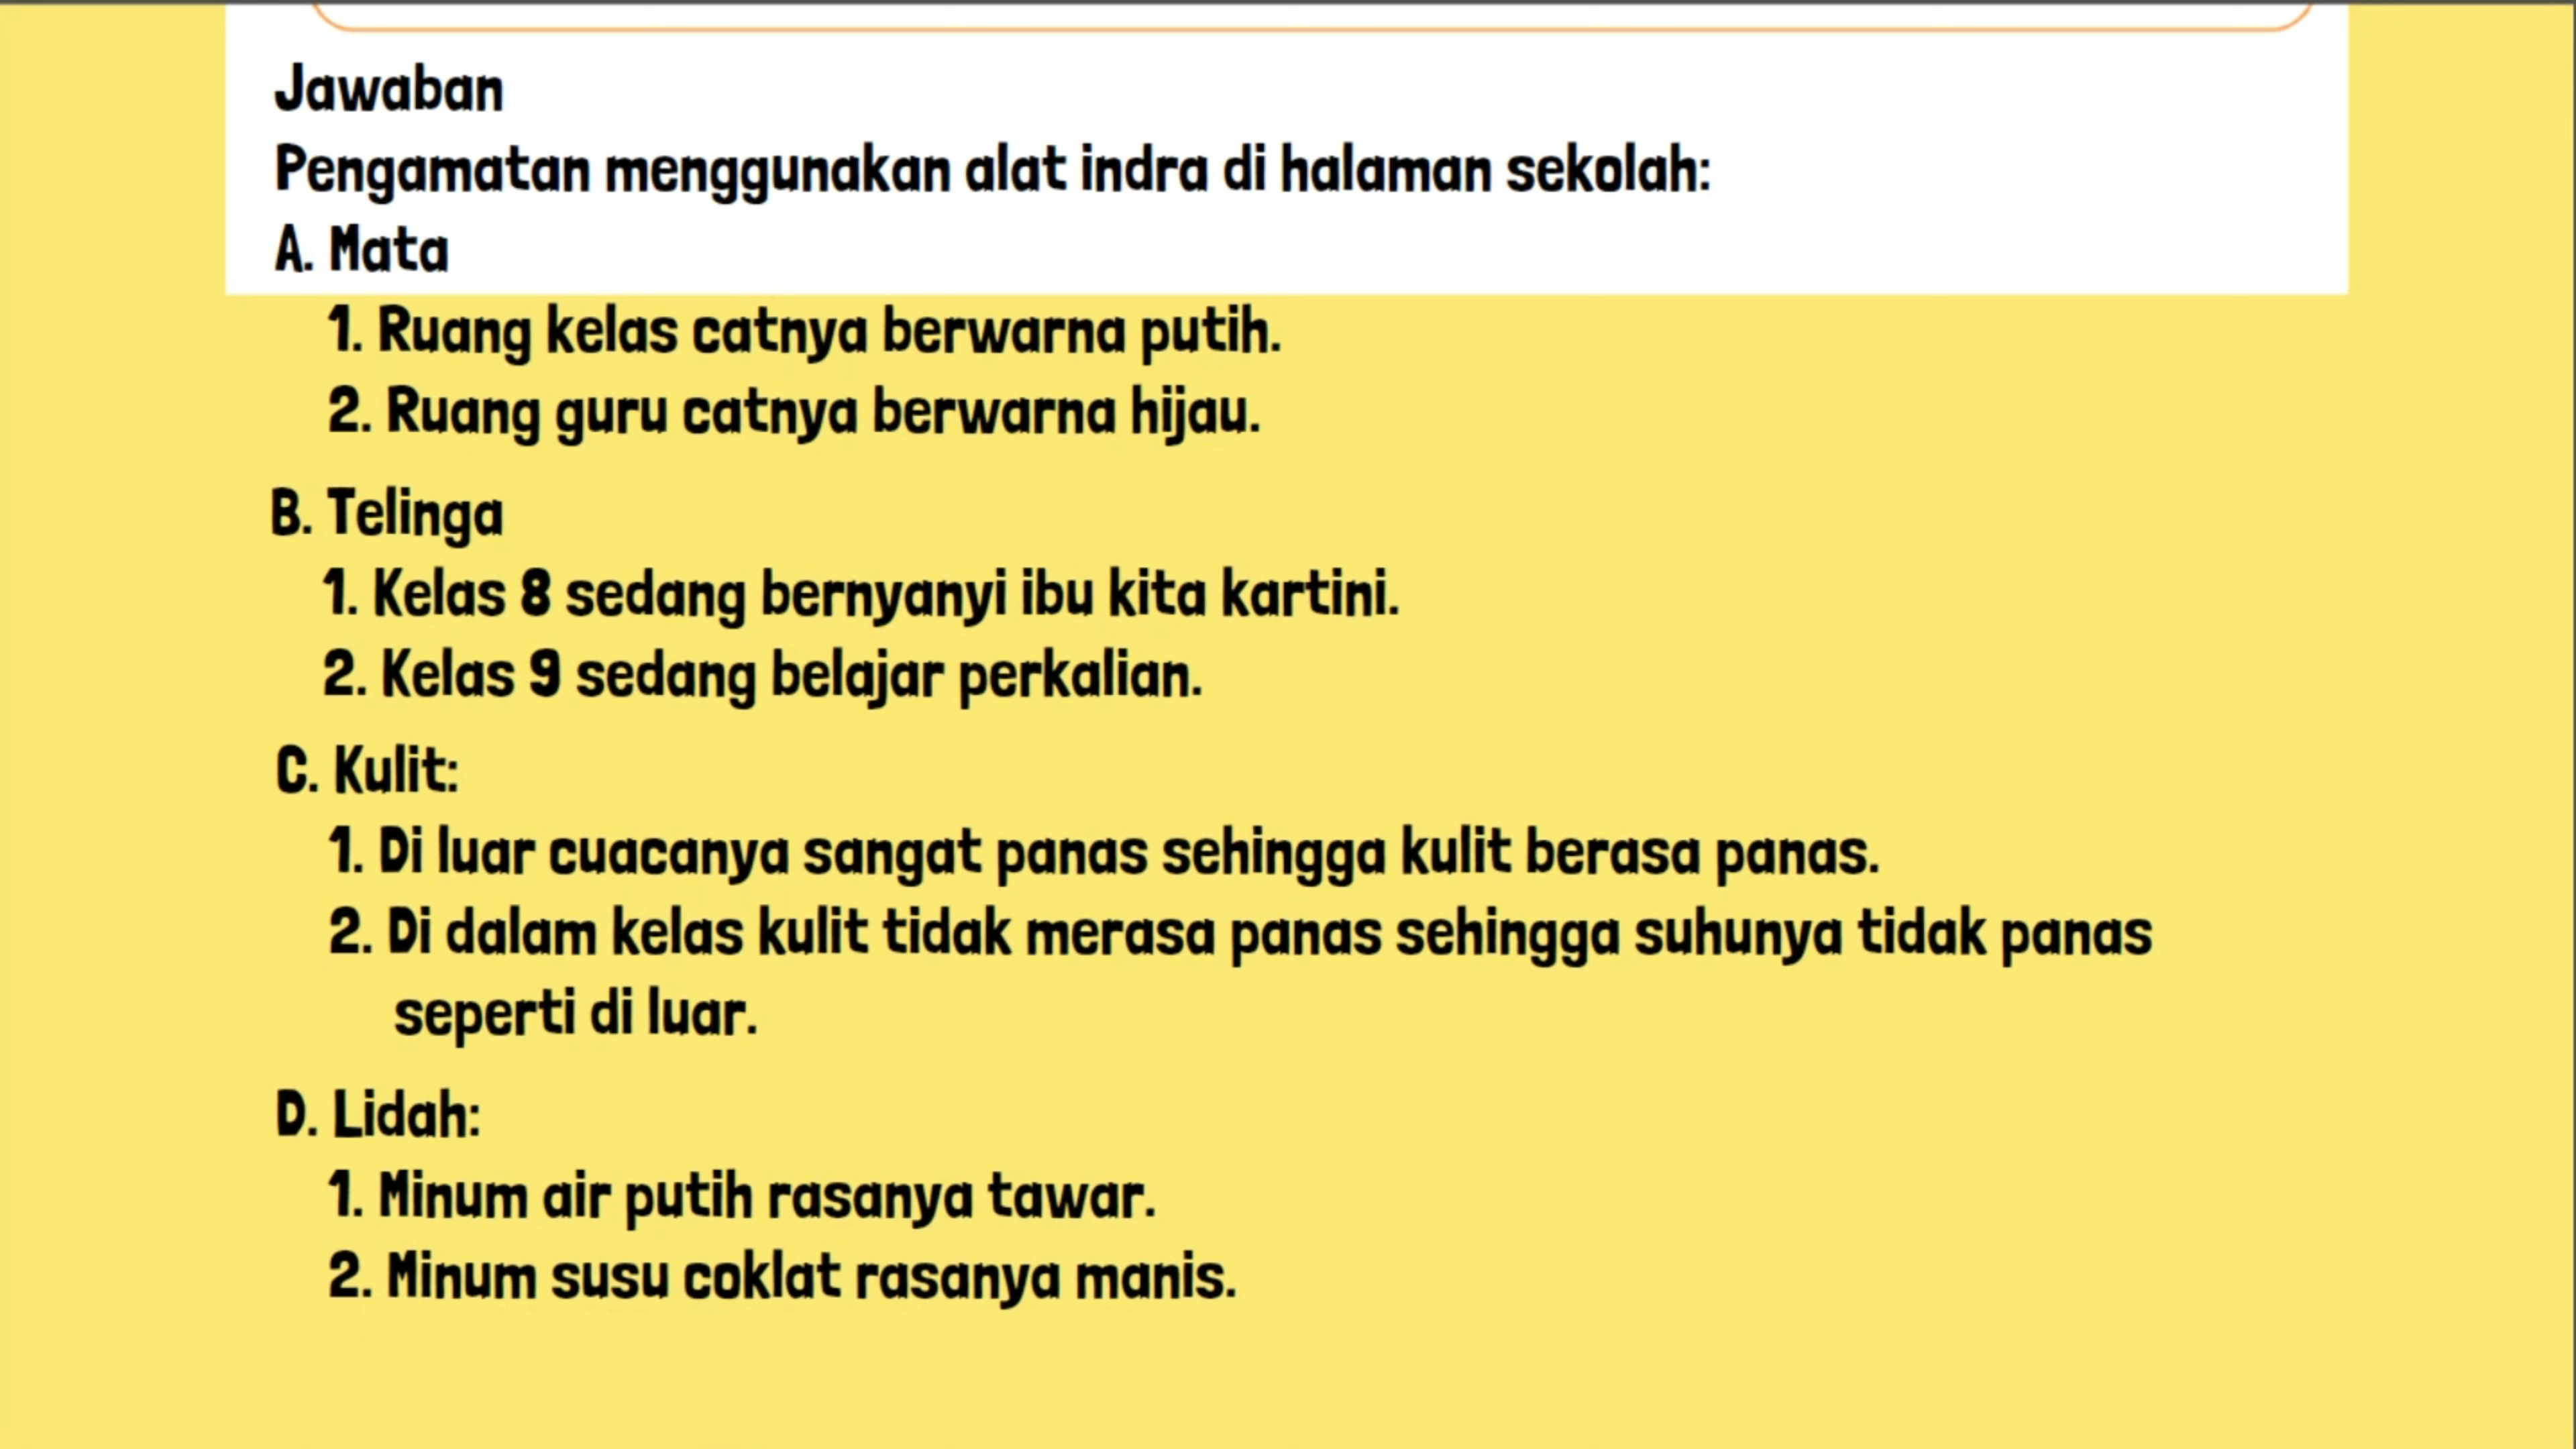 Jawaban
Pengamatan menggunakan alat indra di halaman sekolah:
A. Mata
1. Ruang kelas catnya berwarna putih.
2. Ruang guru catnya berwarna hijau.
B. Telinga
1. Kelas 8 sedang bernyanyi ibu kita kartini.
2. Kelas 9 sedang belajar perkalian.
C. Kulit:
1. Di luar cuacanya sangat panas sehingga kulit berasa panas.
2. Di dalam kelas kulit tidak merasa panas sehingga suhunya tidak panas
seperti di luar.
D. Lidah:
1. Minum air putih rasanya tawar.
2. Minum susu coklat rasanya manis.